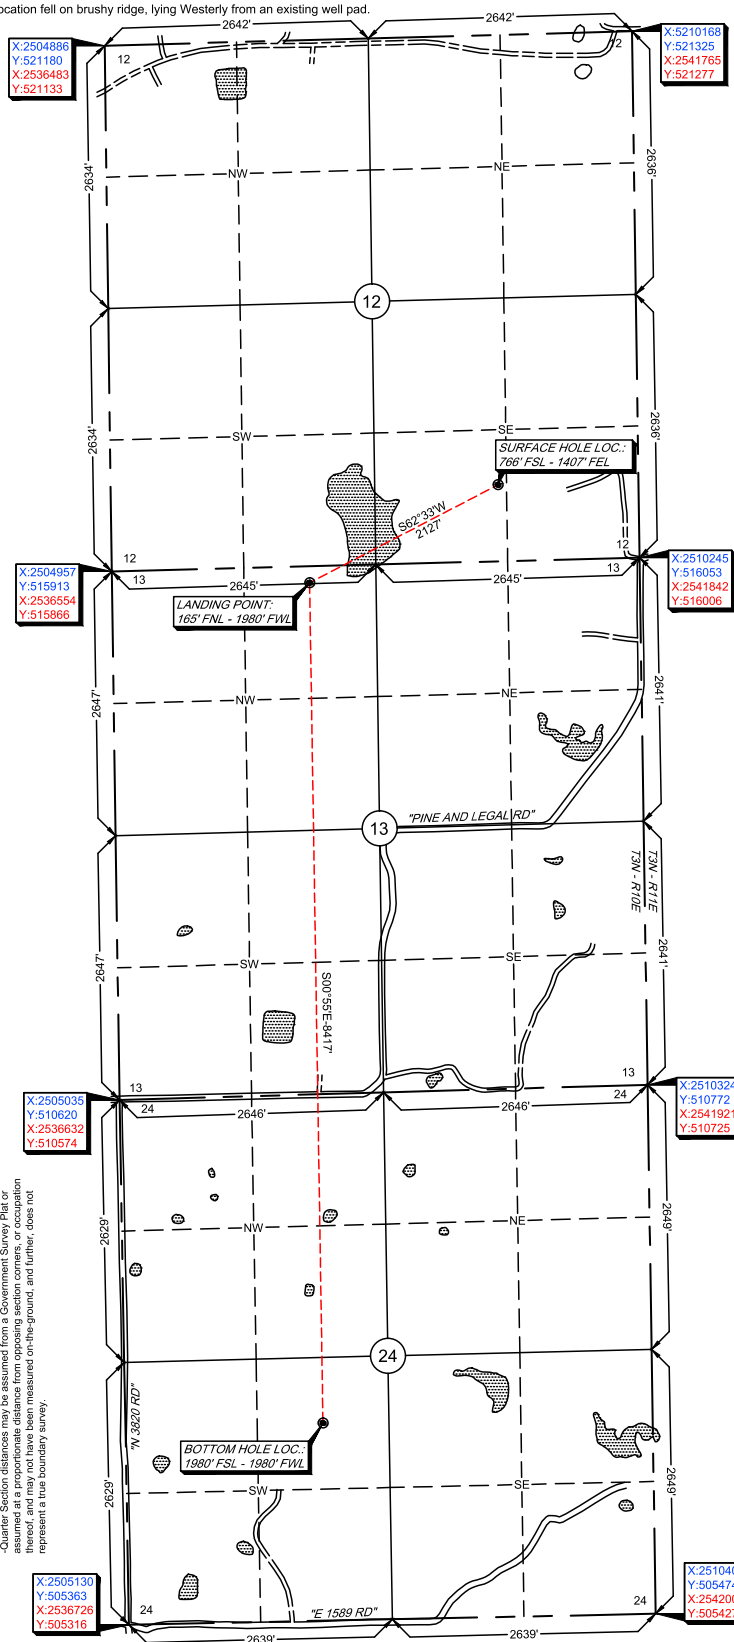 ocation fell on brushy ridge, lying Westerly from an existing well pad.
2642'
2642'
X:2504886
Y:521180
X:2536483
Y:521133
12
12
X:5210168
Y:521325
X:2541765
Y:521277
2634'
NW
NE
2636'
12
2634'
SW
SE
2636'
SURFACE HOLE LOC.:
766' FSL - 1407' FEL
S62°33'W
2127'
12
13
2645'
2645'
12
13
X:2504957
Y:515913
X:2536554
Y:515866
X:2510245
Y:516053
X:2541842
Y:516006
LANDING POINT:
165' FNL - 1980' FWL
2647'
NW
NE
2641'
13
"PINE AND LEGAL RD"
T3N - R10E
T3N - R11E
2647'
SW
SE
2641'
S00°55'E-8417'
13
24
2646'
2646'
13
24
X:2505035
Y:510620
X:2536632
Y:510574
X:2510324
Y:510772
X:2541921
Y:510725
2629'
NW
NE
2649'
24
"N 3820 RD"
BOTTOM HOLE LOC.:
1980' FSL - 1980' FWL
2629'
SW
SE
2649'
-Quarter Section distances may be assumed from a Government Survey Plat or
assumed at a proportionate distance from opposing section corners, or occupation
thereof, and may not have been measured on-the-ground, and further, does not
represent a true boundary survey.
X:2505130
Y:505363
X:2536726
Y:505316
24
"E 1589 RD"
24
X:251040
Y:505474
X:254200
Y:505427
2639'
2639'